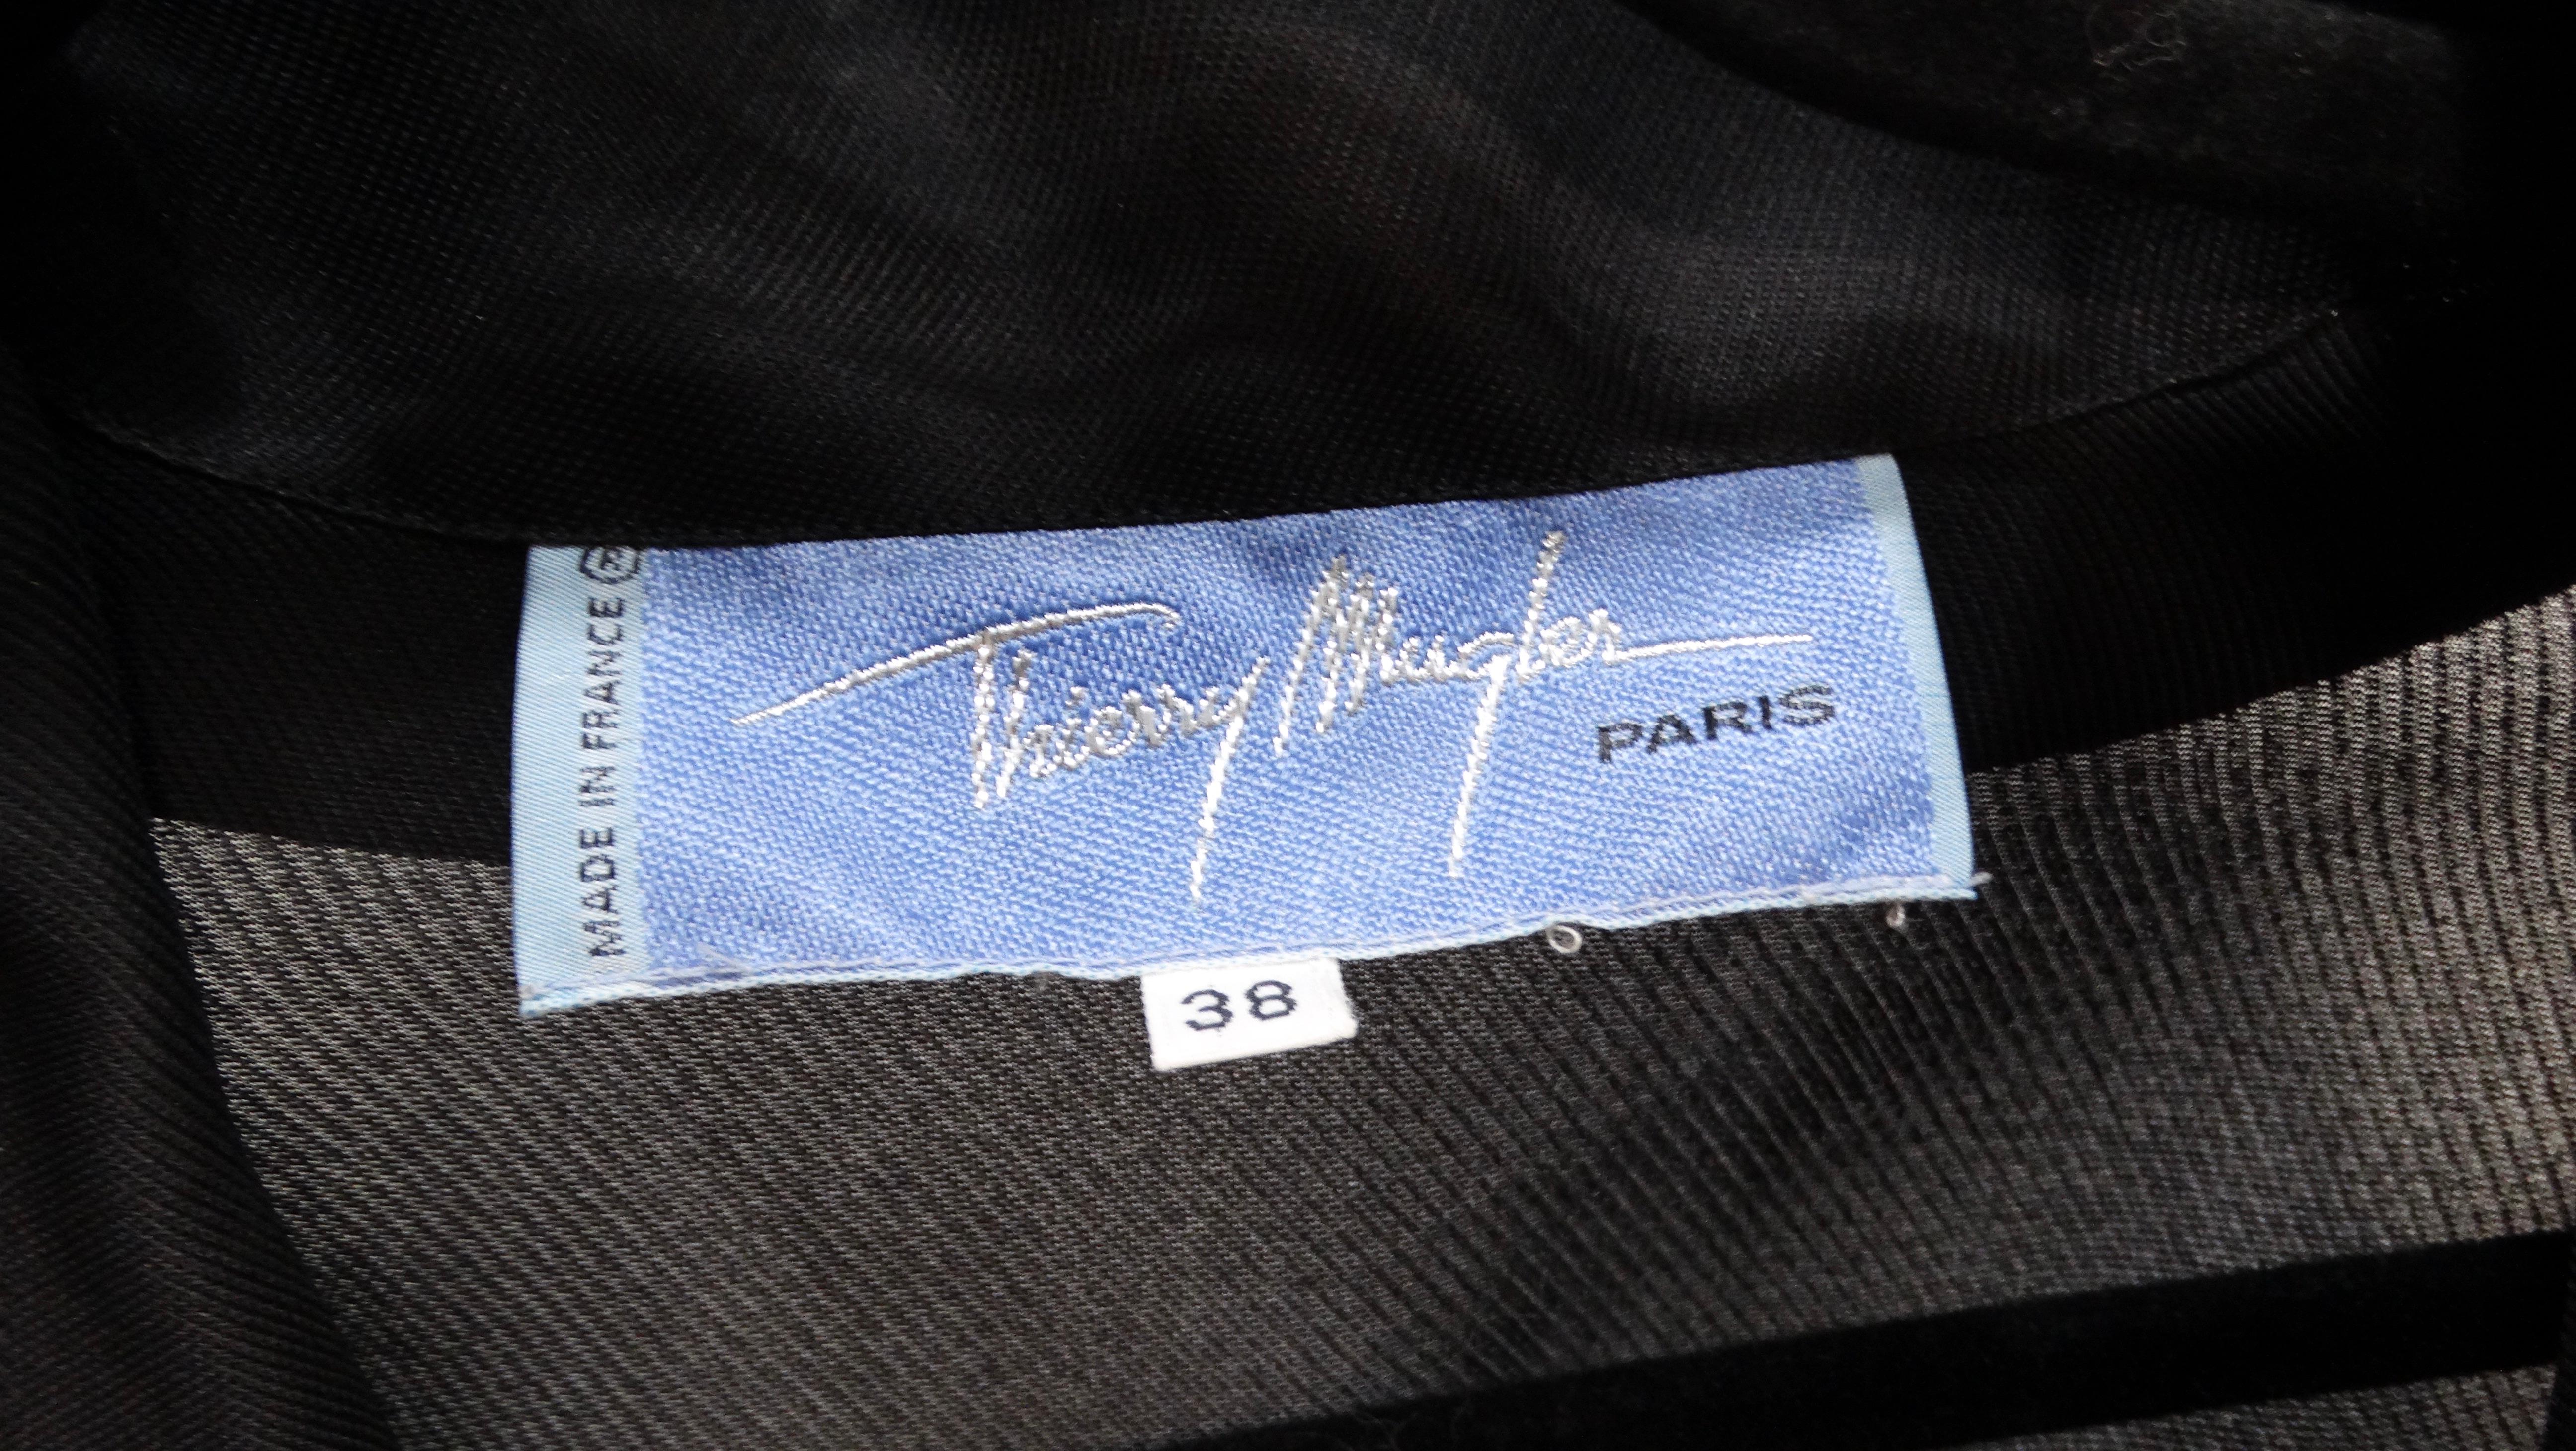 MADE IN FRANCE
Thierry Mugler
PARIS
38